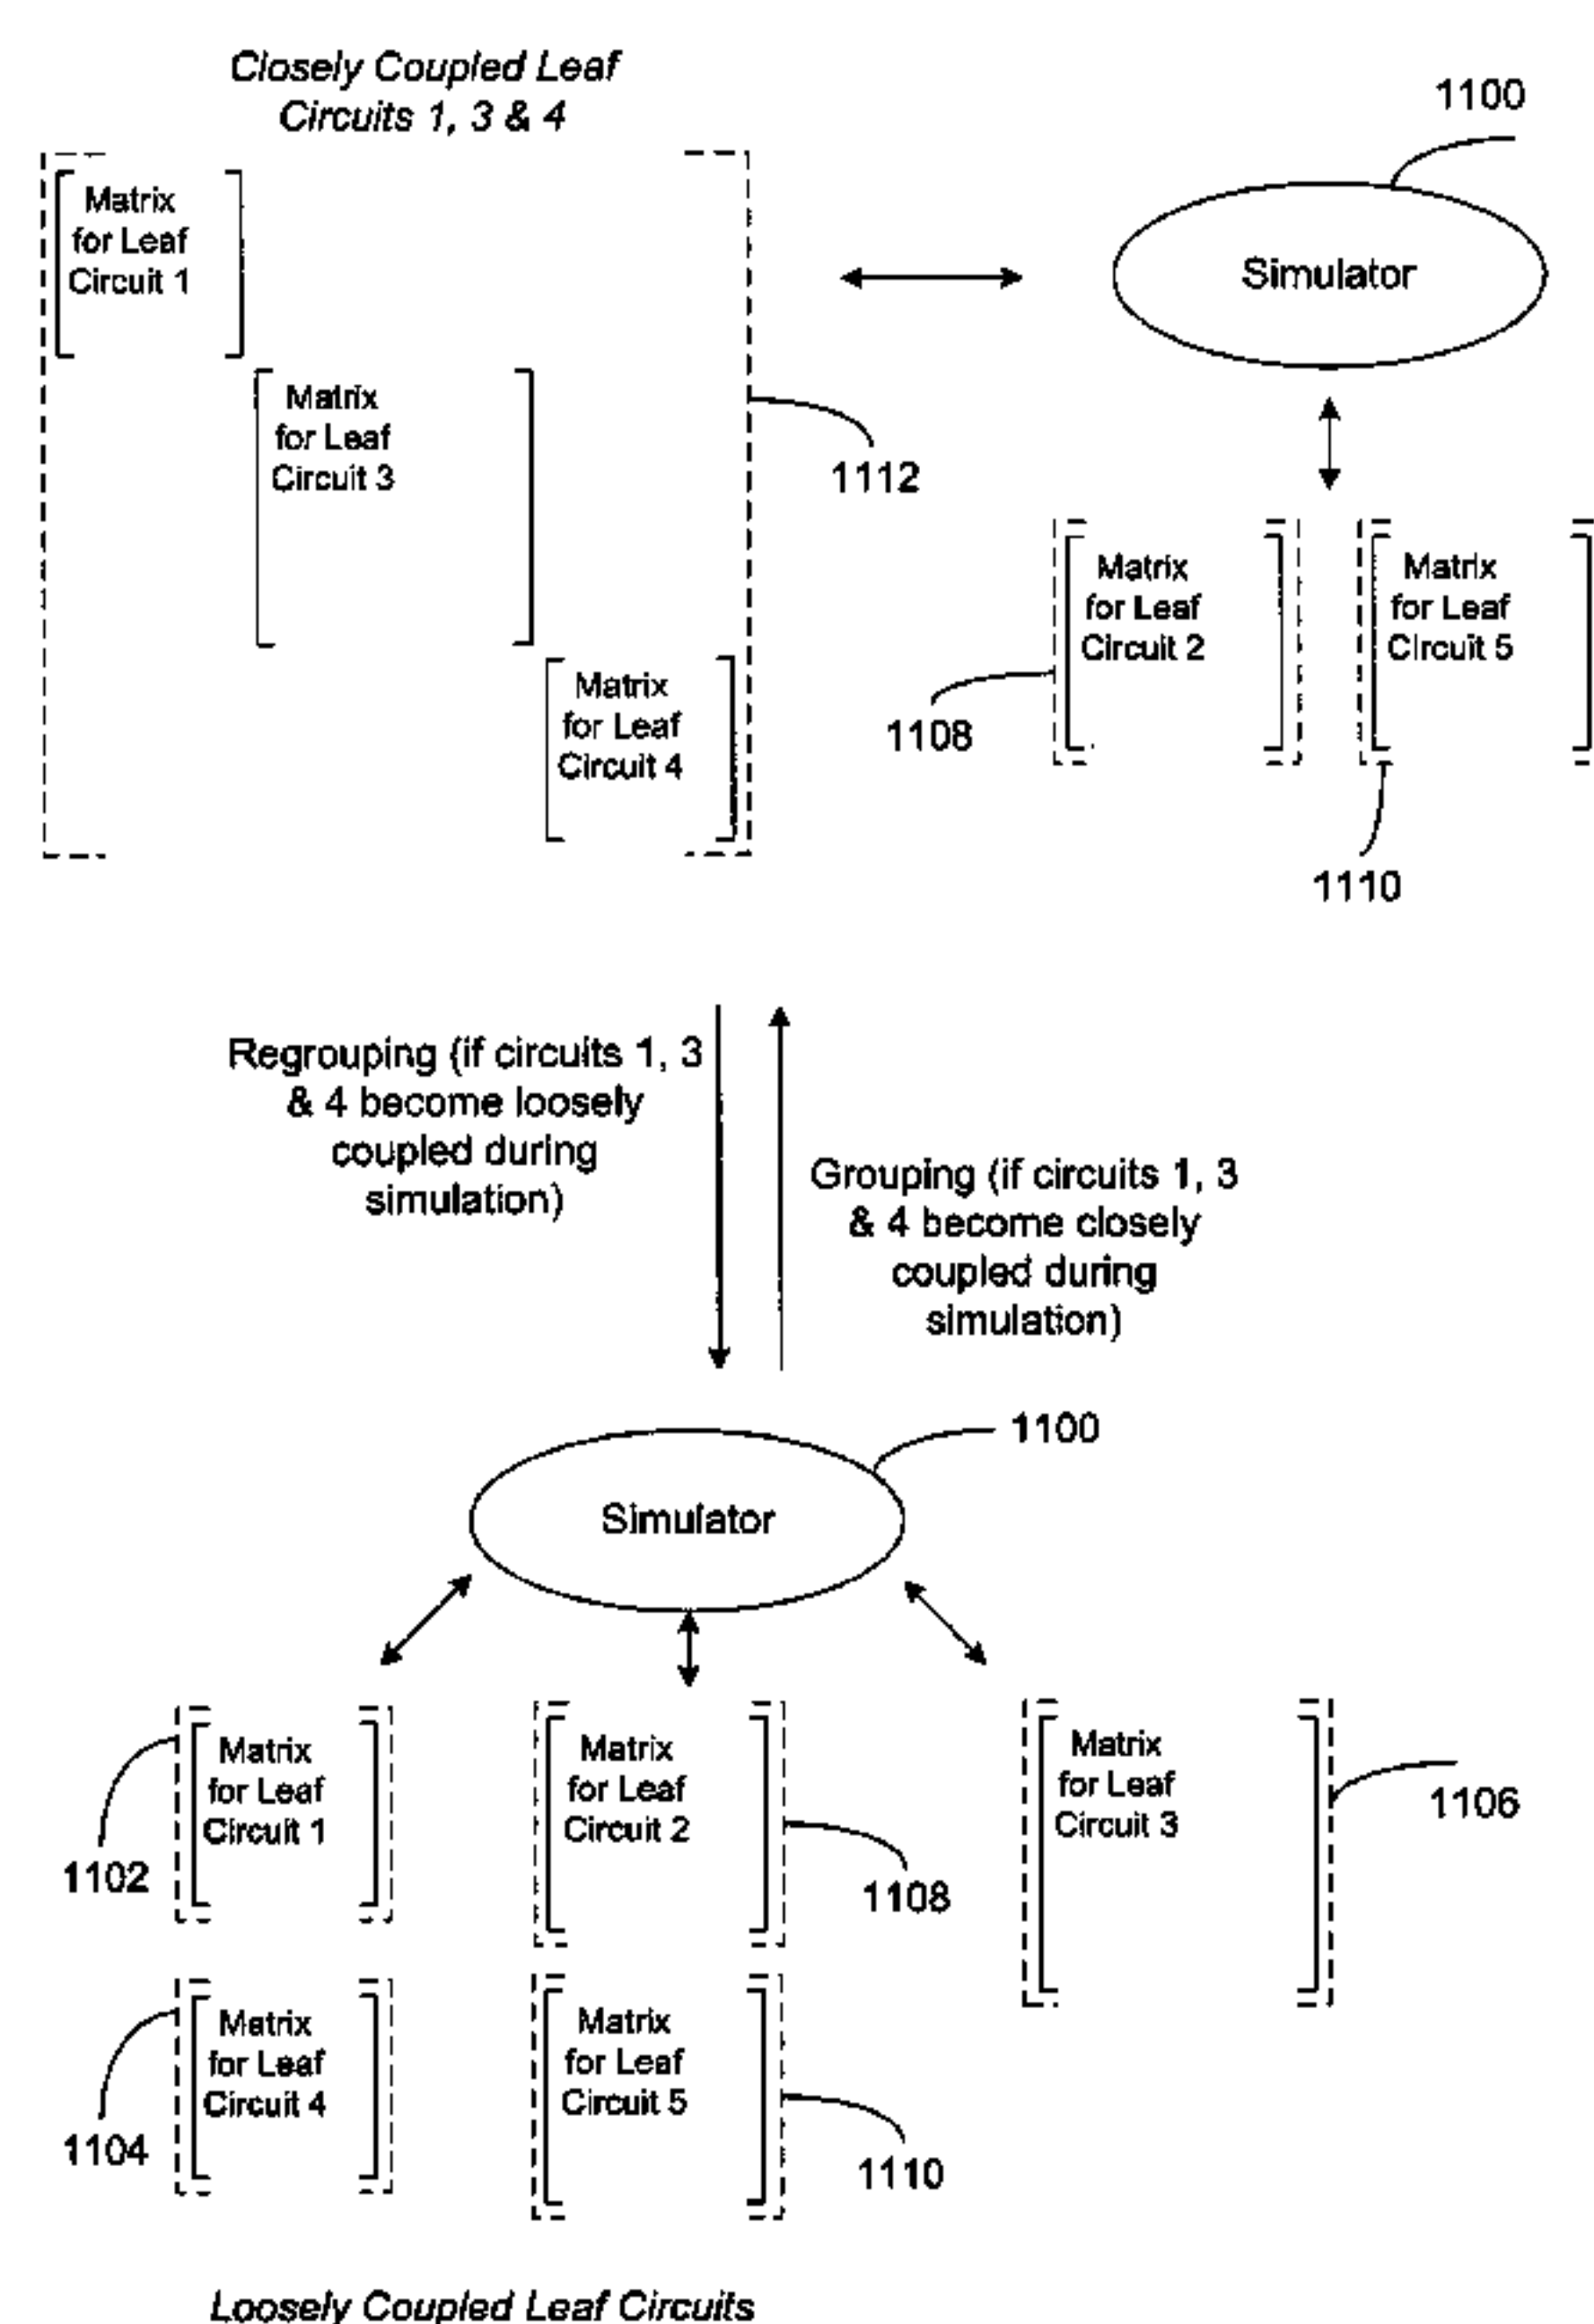 Closely Coupled Leaf
Circuits 1, 3 & 4
1100
Matrix
for Leaf
Circuit 1
Simulator
Matrix
for Leaf
Circuit 3
1112
Matrix
for Leaf
Circuit 2
Matrix
for Leaf
Circuit 5
Matrix
for Leaf
Circuit 4
1108
1110
Regrouping (if circuits 1, 3
& 4 become loosely
coupled during
simulation)
Grouping (if circuits 1, 3
& 4 become closely
coupled during
simulation)
1100
Simulator
Matrix
for Leaf
Circuit 1
Matrix
for Leaf
Circuit 2
Matrix
for Leaf
Circuit 3
1102
1108
1106
Matrix
for Leaf
Circuit 4
Matrix
for Leaf
Circuit 5
1104
1110
Loosely Coupled Leaf Circuits